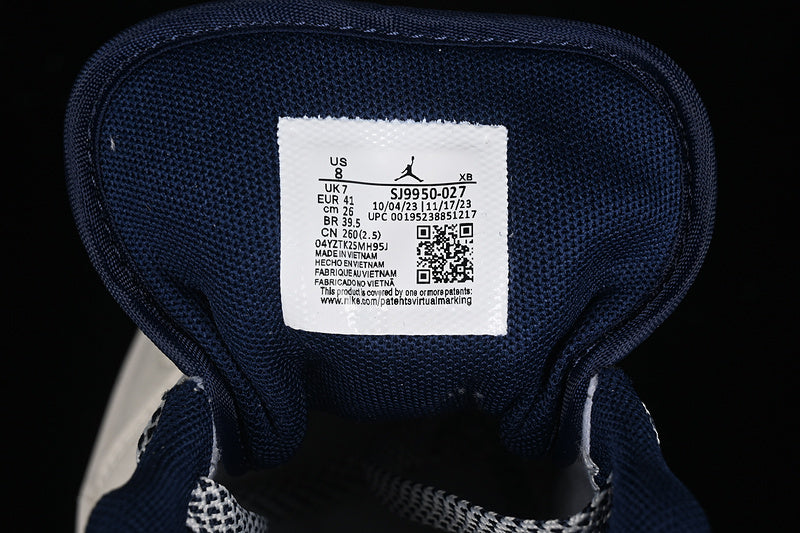 US
8 XB
UK 7 SJ9950-027
EUR 41 10/04/23 | 11/17/23
cm 26 UPC 00195238851217
BR 39.5
CN 260(2.5)
04YZTK25MH95J
MADE IN VIETNAM
HECHO EN VIETNAM
FABRIQUE AU VIETNAM
FABRICADO NO VIETNÃ
This product is covered by one or more patents:
www.nike.com/patentsvirtualmarking